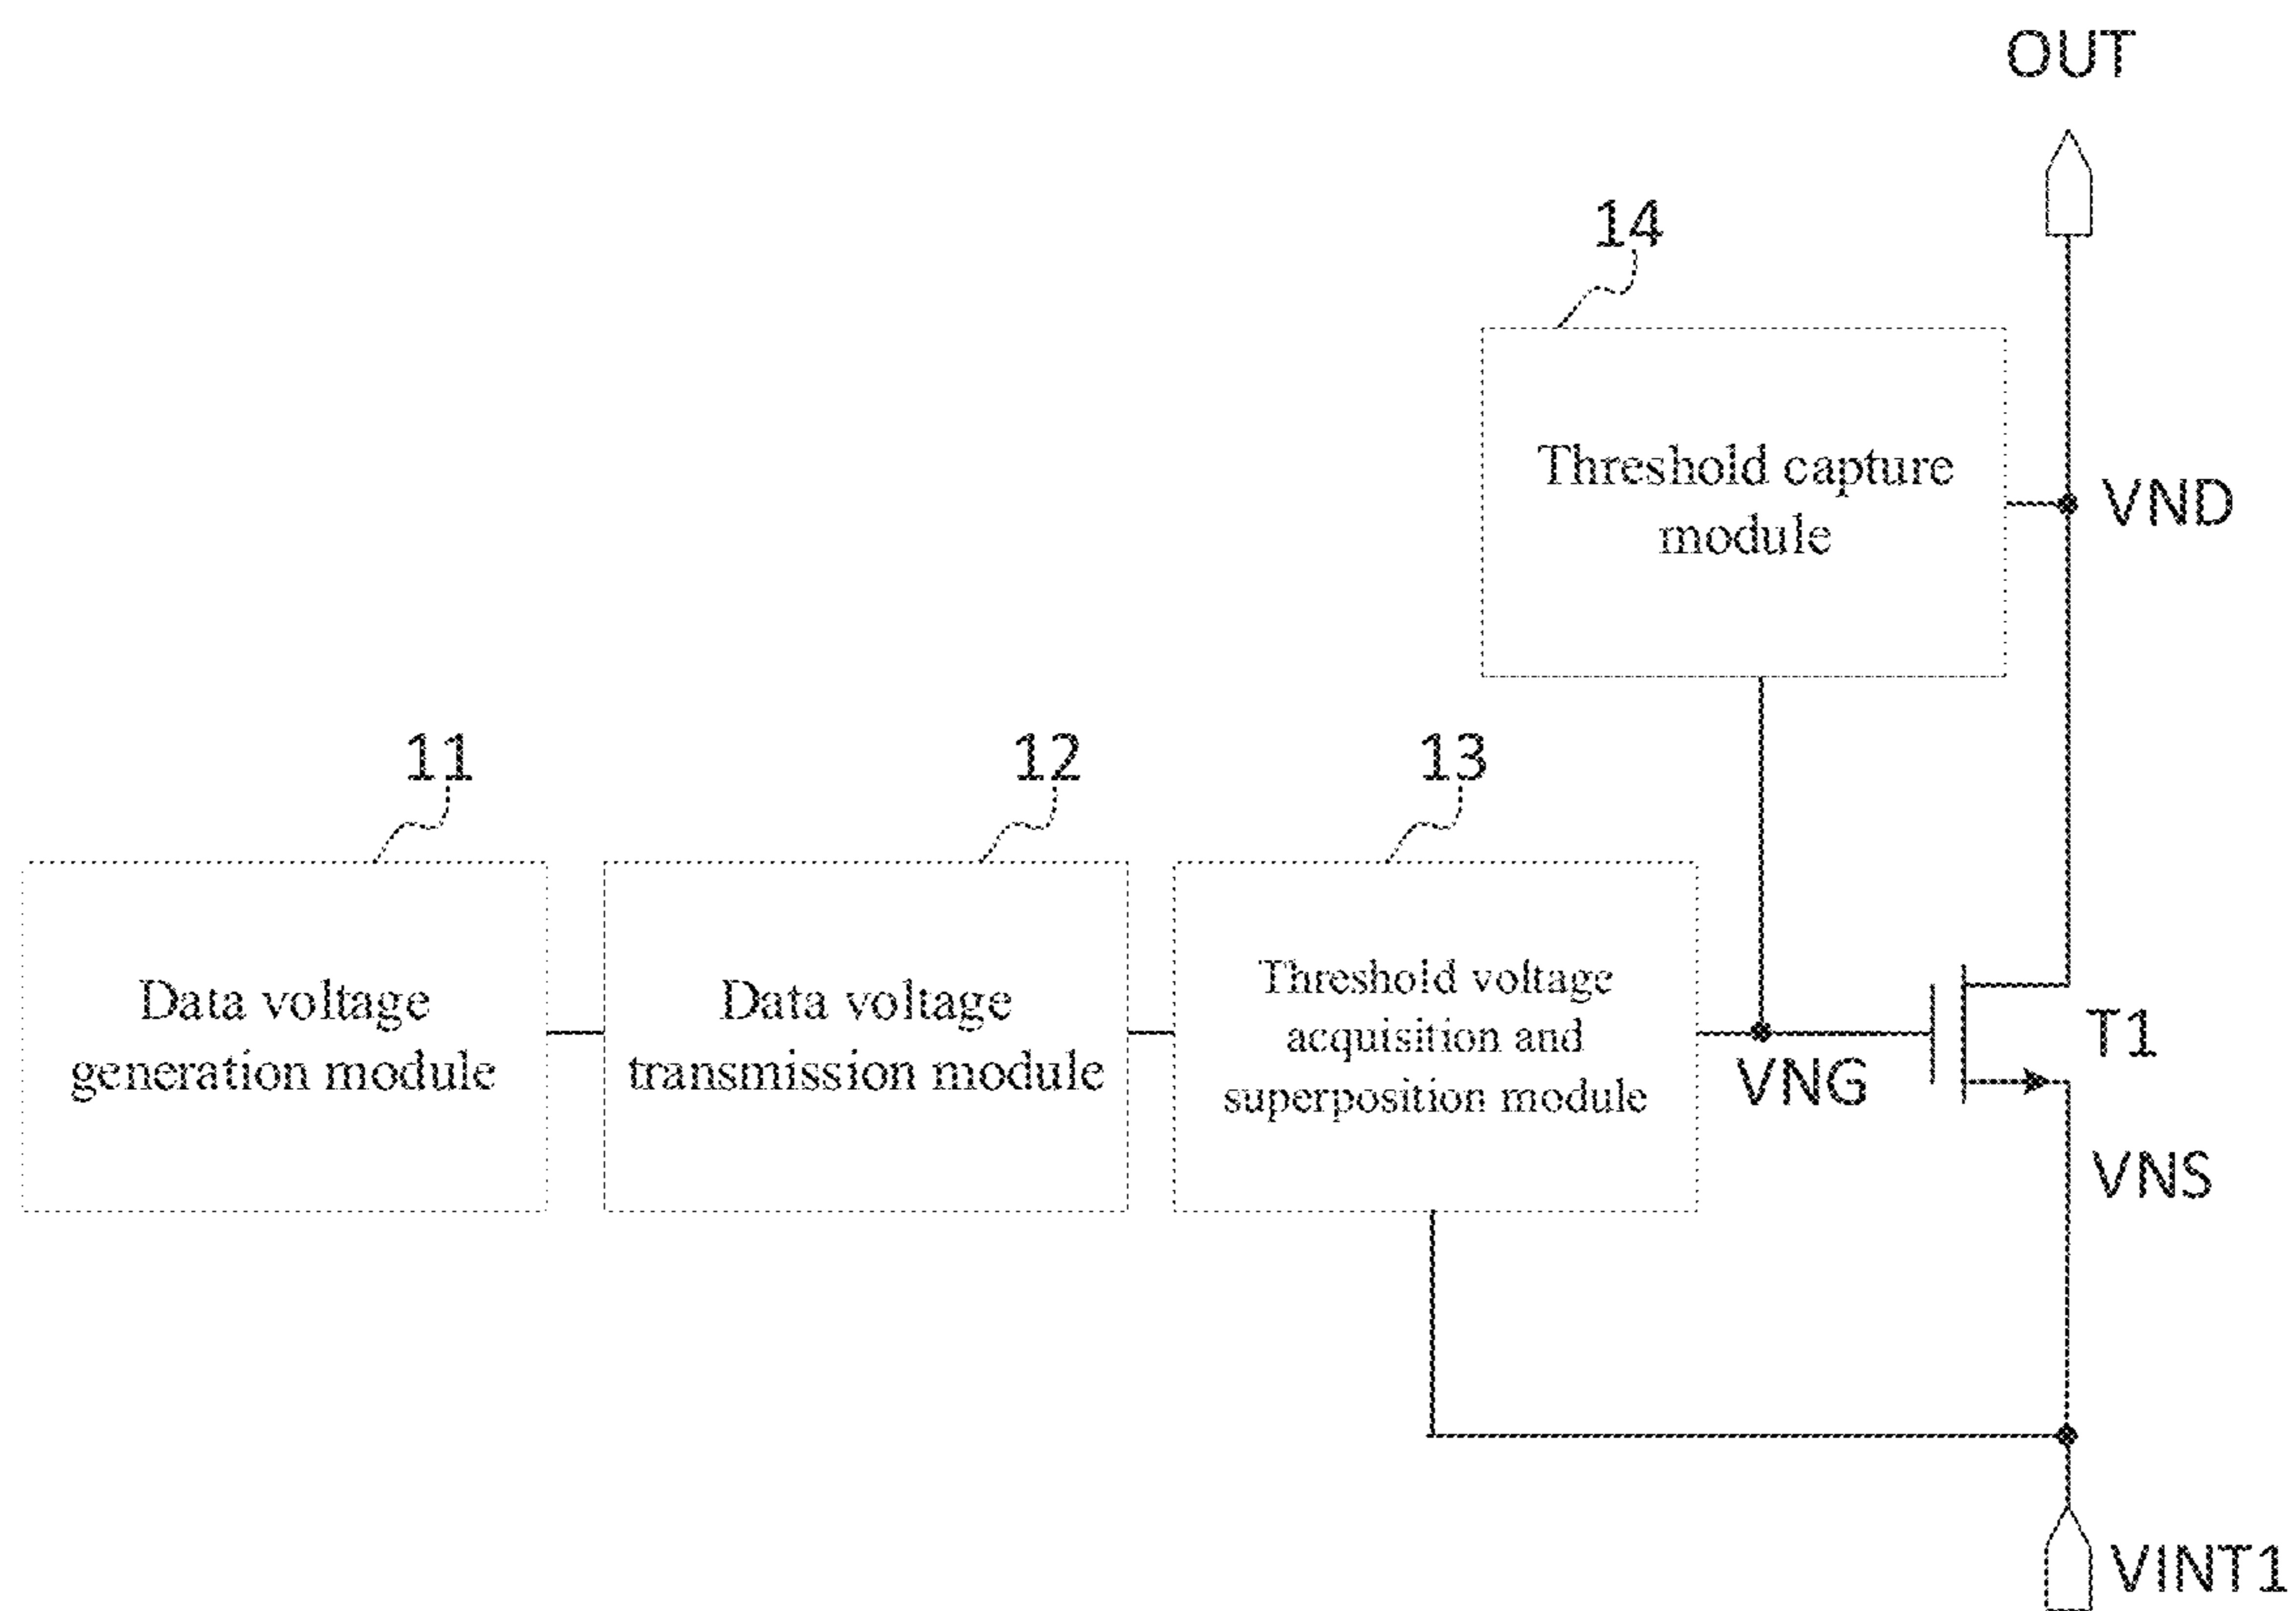 OUT
14
Threshold capture
module
VND
11
12
13
Data voltage
generation module
Data voltage
transmission module
Threshold voltage
acquisition and
superposition module
VNG
T1
VNS
VINT1